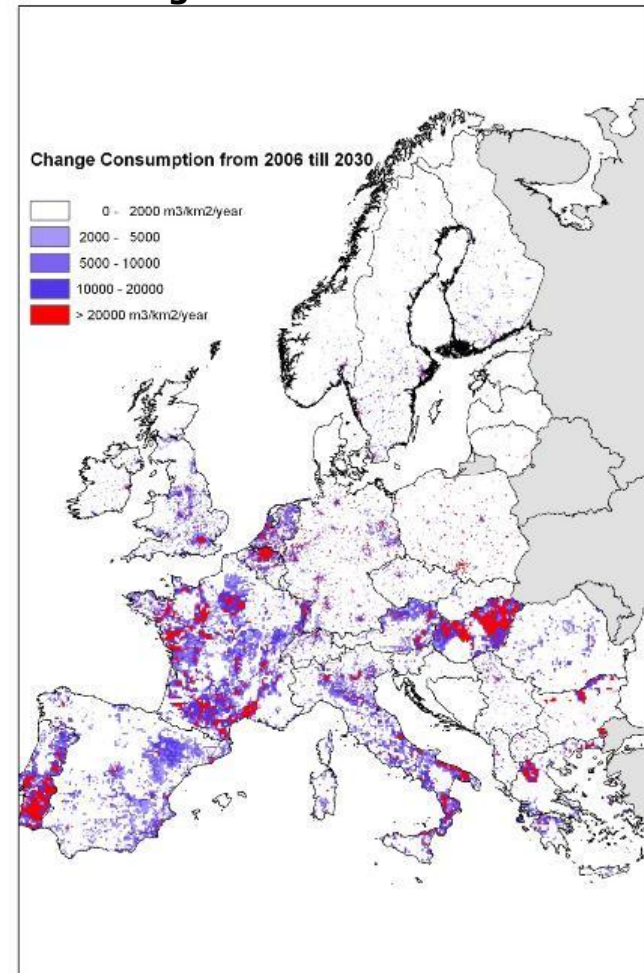 Change Consumption from 2006 till 2030
0 - 2000 m3/km2/year
2000 - 5000
5000 - 10000
10000 - 20000
> 20000 m3/km2/year